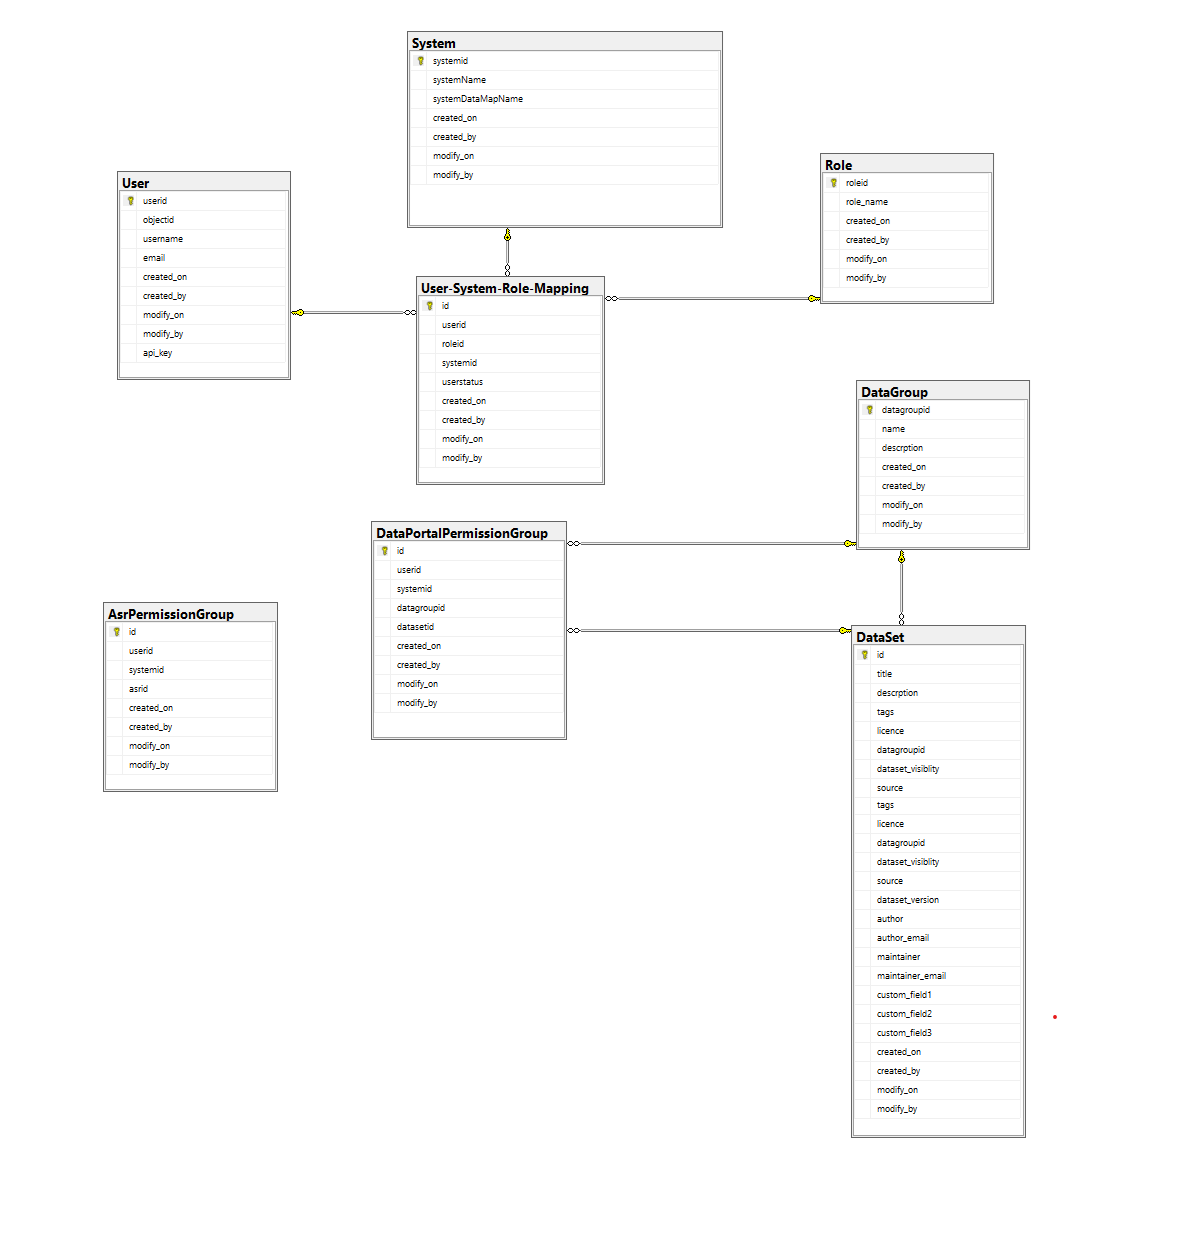 System
systemid
systemName
systemDataMapName
created_on
created_by
modify_on
modify_by
User
userid
objectid
username
email
created_on
created_by
modify_on
modify_by
api_key
Role
roleid
role_name
created_on
created_by
modify_on
modify_by
User-System-Role-Mapping
id
userid
roleid
systemid
userstatus
created_on
created_by
modify_on
modify_by
DataGroup
datagroupid
name
descrption
created_on
created_by
modify_on
modify_by
DataPortalPermissionGroup
id
userid
systemid
datagroupid
datasetid
created_on
created_by
modify_on
modify_by
AsrPermissionGroup
id
userid
systemid
asrid
created_on
created_by
modify_on
modify_by
DataSet
id
title
descrption
tags
licence
datagroupid
dataset_visiblity
source
tags
licence
datagroupid
dataset_visiblity
source
dataset_version
author
author_email
maintainer
maintainer_email
custom_field1
custom_field2
custom_field3
created_on
created_by
modify_on
modify_by